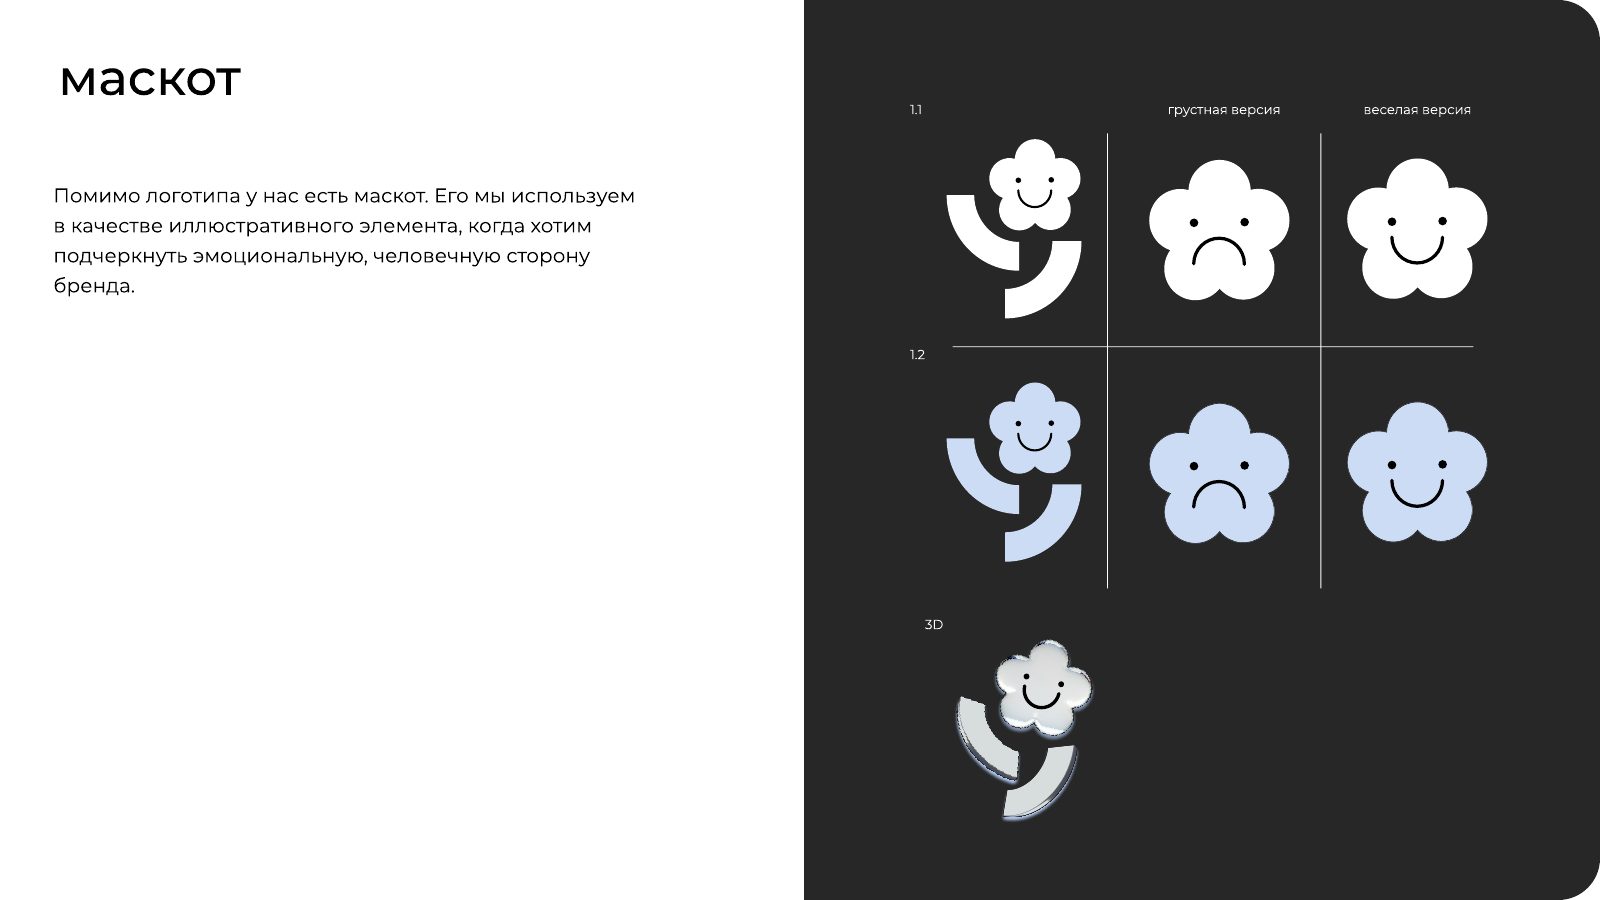 маскот
Помимо логотипа у нас есть маскот. Его мы используем
в качестве иллюстративного элемента, когда хотим
подчеркнуть эмоциональную, человечную сторону
бренда.
1.1
грустная версия
веселая версия
1.2
3D